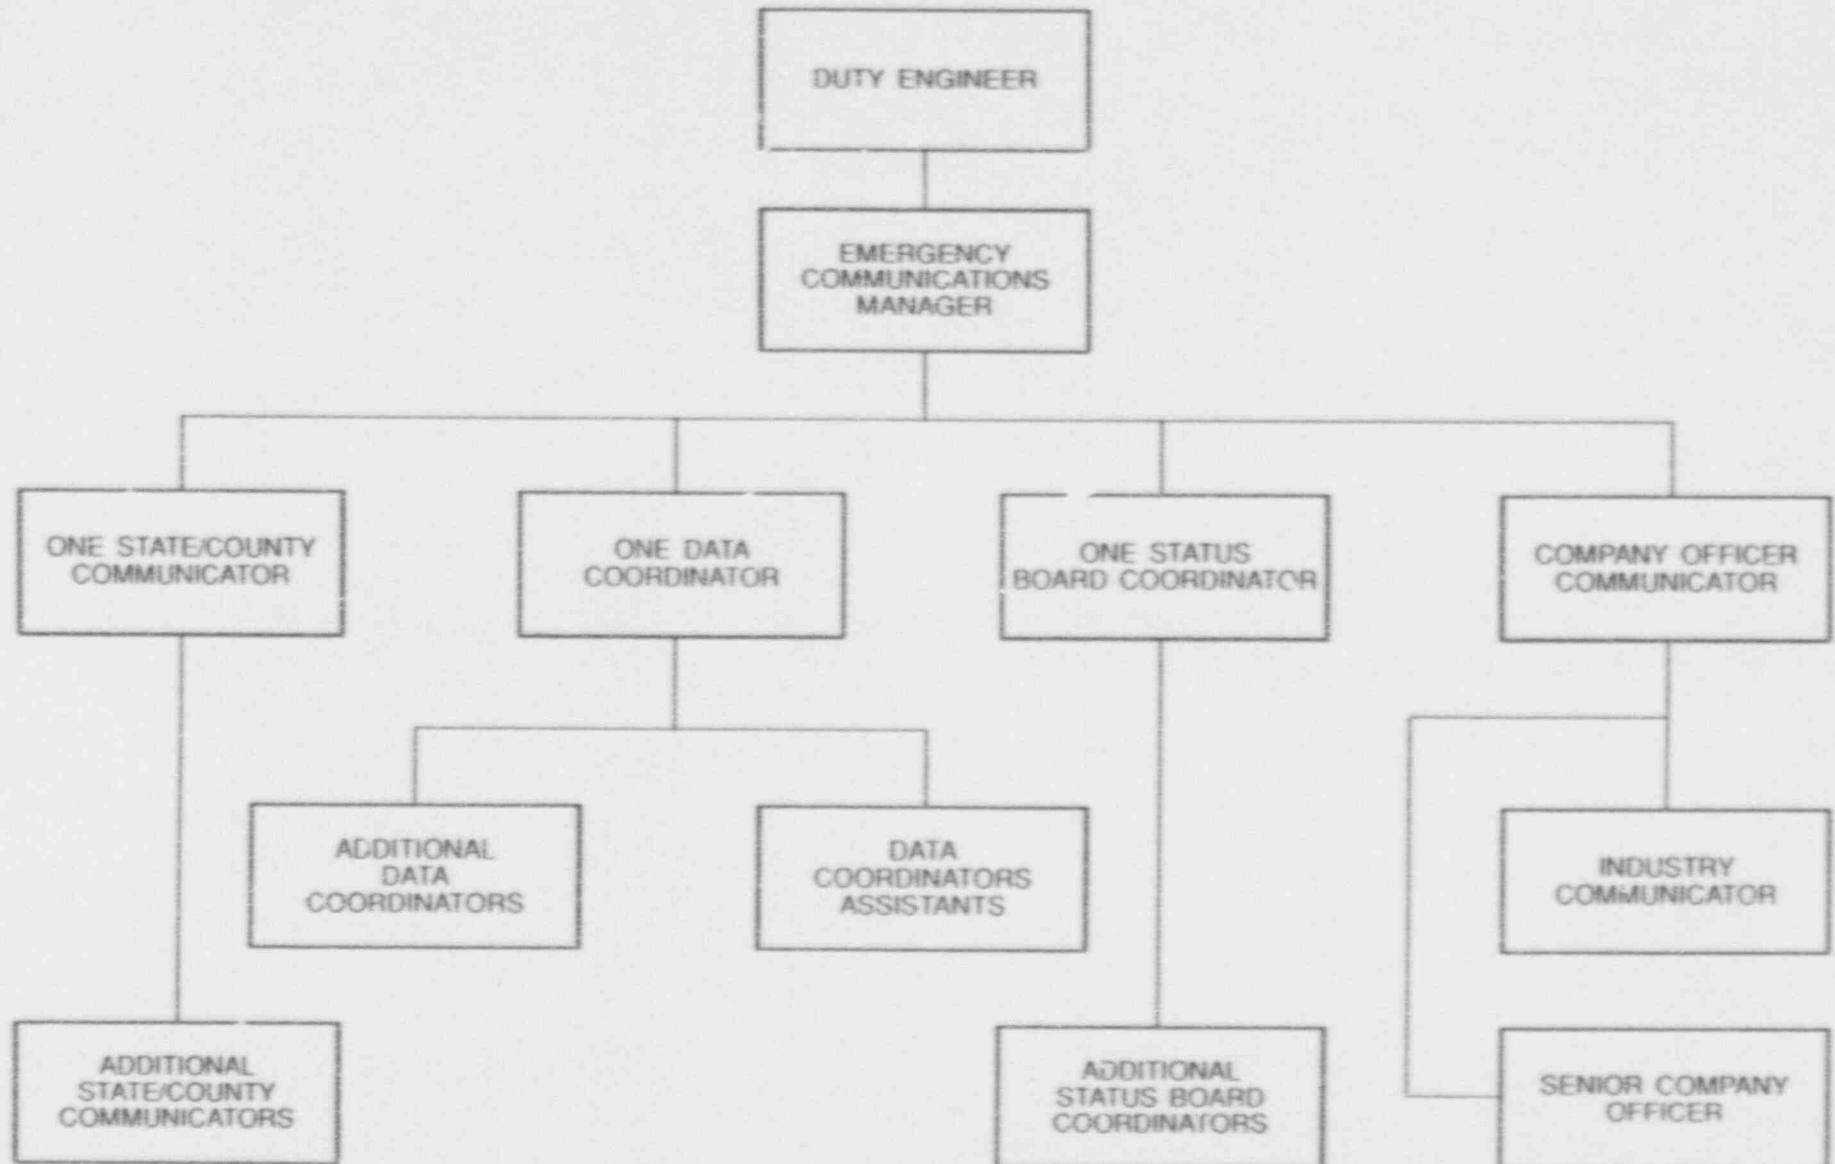 DUTY ENGINEER
EMERGENCY
COMMUNICATIONS
MANAGER
ONE STATE/COUNTY
COMMUNICATOR
ONE DATA
COORDINATOR
ONE STATUS
BOARD COORDINATOR
COMPANY OFFICER
COMMUNICATOR
ADDITIONAL
DATA
COORDINATORS
DATA
COORDINATORS
ASSISTANTS
INDUSTRY
COMMUNICATOR
ADDITIONAL
STATE/COUNTY
COMMUNICATORS
ADDITIONAL
STATUS BOARD
COORDINATORS
SENIOR COMPANY
OFFICER